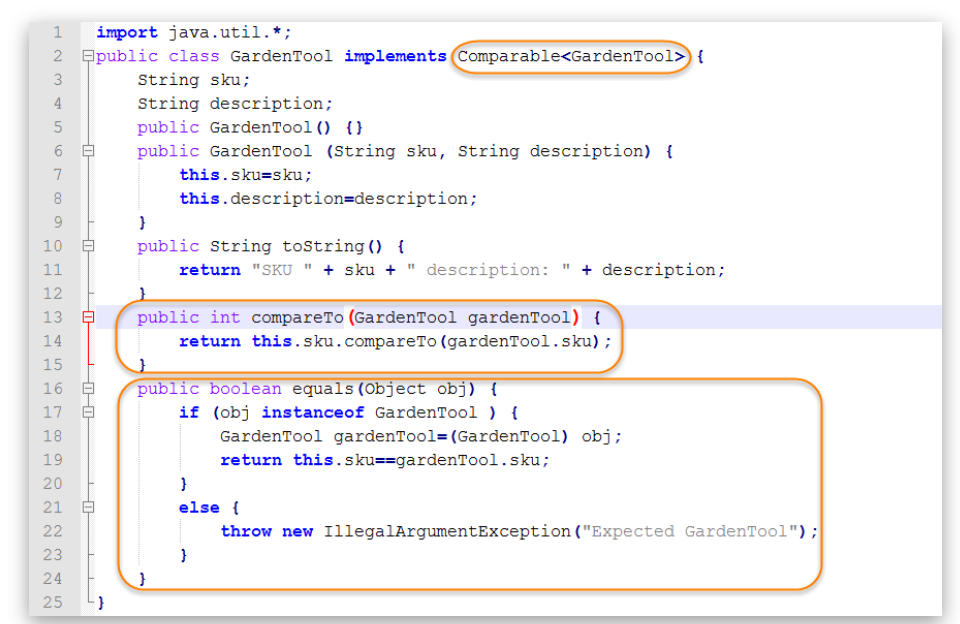 1 import java.util.*;
2 public class GardenTool implements Comparable<GardenTool> {
3 String sku;
4 String description;
5 public GardenTool() {}
6 public GardenTool (String sku, String description) {
7 this.sku=sku;
8 this.description=description;
9 }
10 public String toString() {
11 return "SKU " + sku + " description: " + description;
12 }
13 public int compareTo(GardenTool gardenTool) {
14 return this.sku.compareTo(gardenTool.sku);
15 }
16 public boolean equals(Object obj) {
17 if (obj instanceof GardenTool ) {
18 GardenTool gardenTool=(GardenTool) obj;
19 return this.sku==gardenTool.sku;
20 }
21 else {
22 throw new IllegalArgumentException("Expected GardenTool");
23 }
24 }
25 }